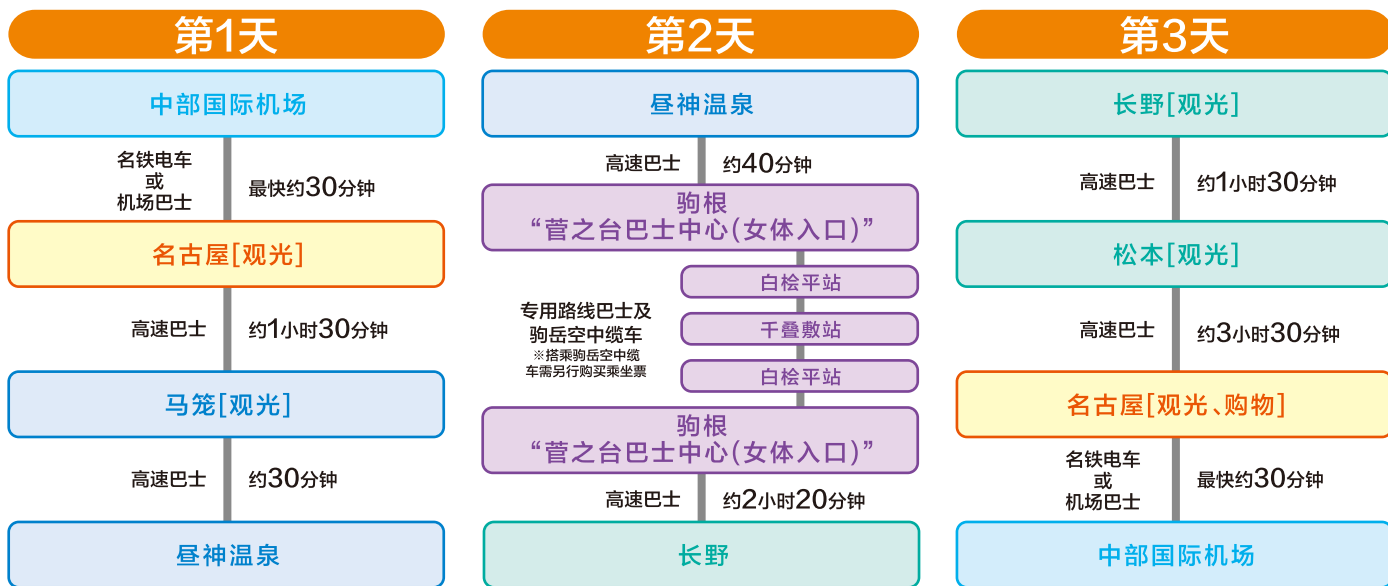 第1天
中部国际机场
名铁电车
或
机场巴士
最快约30分钟
名古屋[观光]
高速巴士
约1小时30分钟
马笼[观光]
高速巴士
约30分钟
昼神温泉
第2天
昼神温泉
高速巴士
约40分钟
驹根
“菅之台巴士中心(女体入口)”
白桧平站
专用路线巴士及
驹岳空中缆车
※搭乘驹岳空中缆
车需另行购买乘坐票
千叠敷站
白桧平站
驹根
“菅之台巴士中心(女体入口)”
高速巴士
约2小时20分钟
长野
第3天
长野[观光]
高速巴士
约1小时30分钟
松本[观光]
高速巴士
约3小时30分钟
名古屋[观光、购物]
名铁电车
或
机场巴士
最快约30分钟
中部国际机场